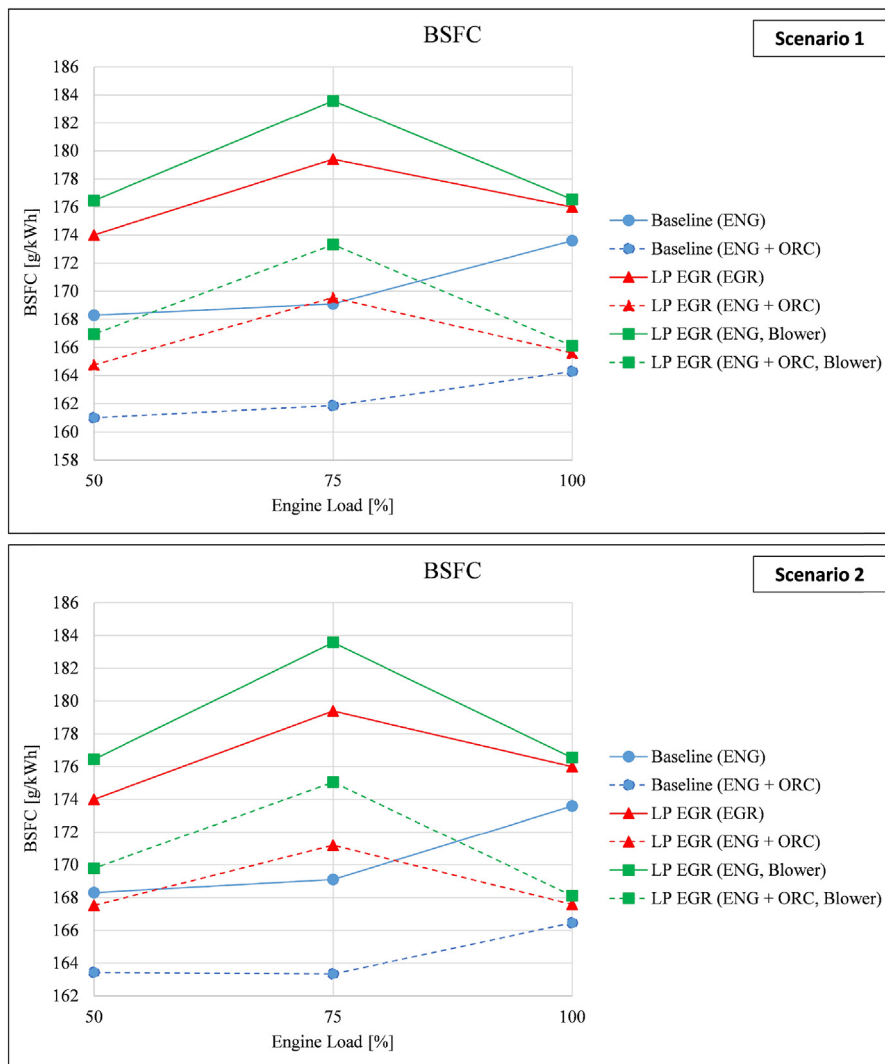 BSFC
Scenario 1
186
184
182
180
178
176
174
172
170
168
166
164
162
160
158
BSFC [g/kWh]
50
75
100
Engine Load [%]
Baseline (ENG)
Baseline (ENG + ORC)
LP EGR (EGR)
LP EGR (ENG + ORC)
LP EGR (ENG, Blower)
LP EGR (ENG + ORC, Blower)
BSFC
Scenario 2
186
184
182
180
178
176
174
172
170
168
166
164
162
BSFC [g/kWh]
50
75
100
Engine Load [%]
Baseline (ENG)
Baseline (ENG + ORC)
LP EGR (EGR)
LP EGR (ENG + ORC)
LP EGR (ENG, Blower)
LP EGR (ENG + ORC, Blower)